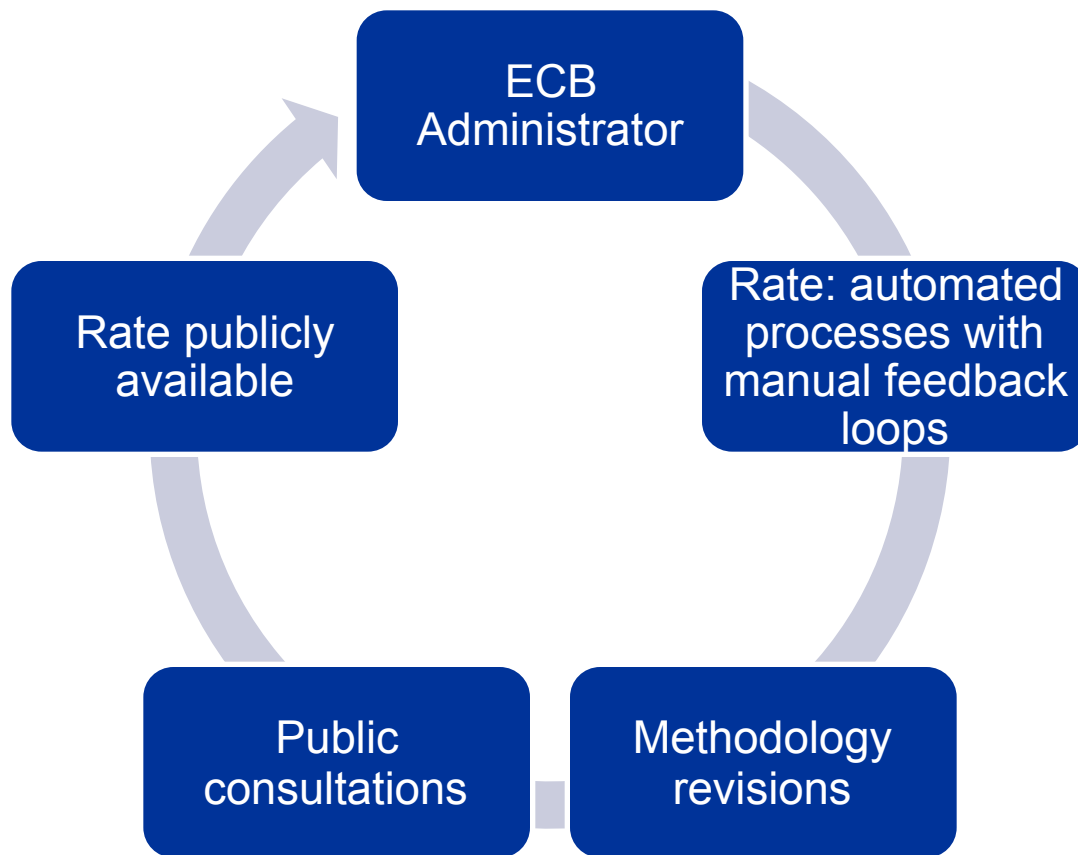 ECB
Administrator
Rate: automated
processes with
manual feedback
loops
Methodology
revisions
Public
consultations
Rate publicly
available